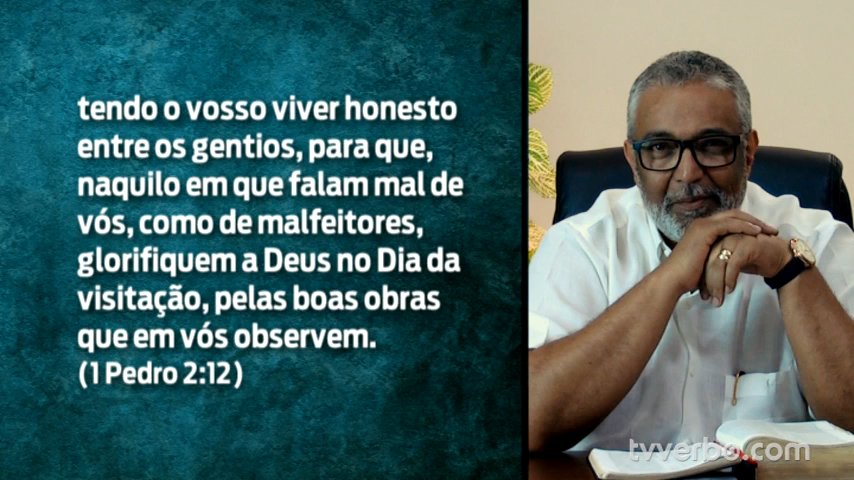 tendo o vosso viver honesto
entre os gentios, para que,
naquilo em que falam mal de
vós, como de malfeitores,
glorifiquem a Deus no Dia da
visitação, pelas boas obras
que em vós observem.
(1 Pedro 2:12)
tvverbo.com